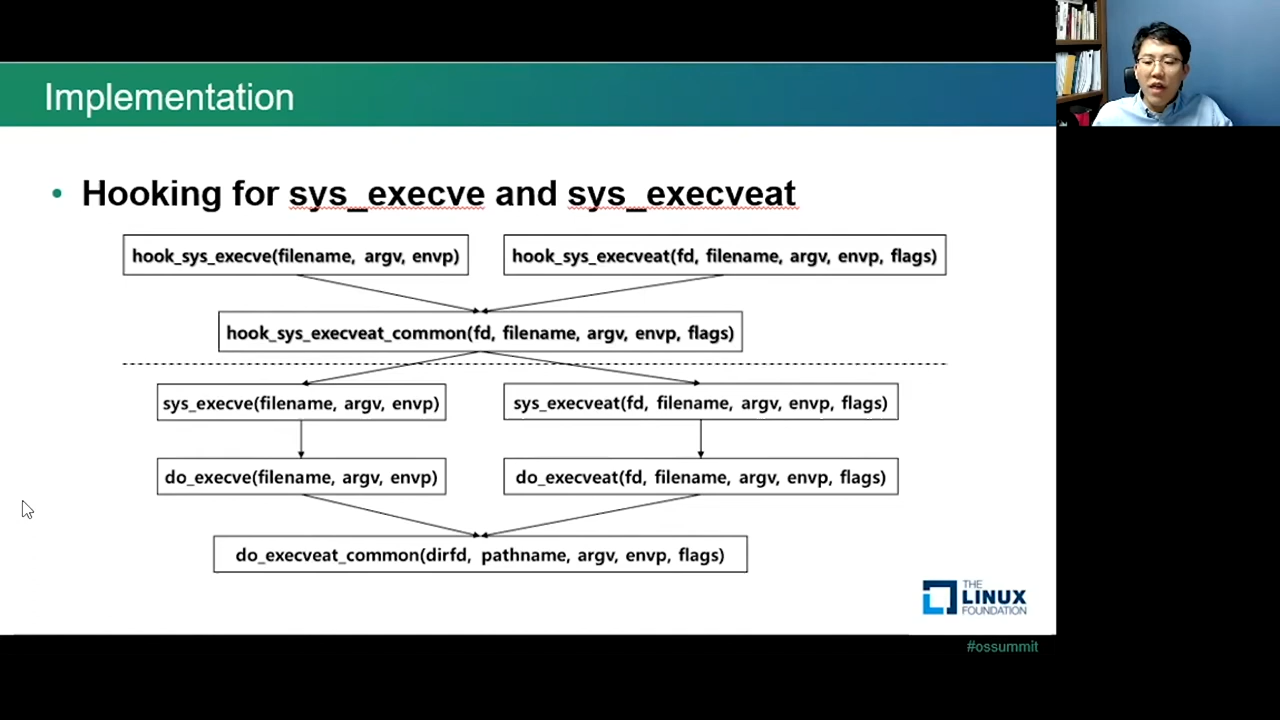 Implementation
• Hooking for sys_execve and sys_execveat
hook_sys_execve(filename, argv, envp)
hook_sys_execveat(fd, filename, argv, envp, flags)
hook_sys_execveat_common(fd, filename, argv, envp, flags)
sys_execve(filename, argv, envp)
sys_execveat(fd, filename, argv, envp, flags)
do_execve(filename, argv, envp)
do_execveat(fd, filename, argv, envp, flags)
do_execveat_common(dirfd, pathname, argv, envp, flags)
THE
LINUX
FOUNDATION
#ossummit